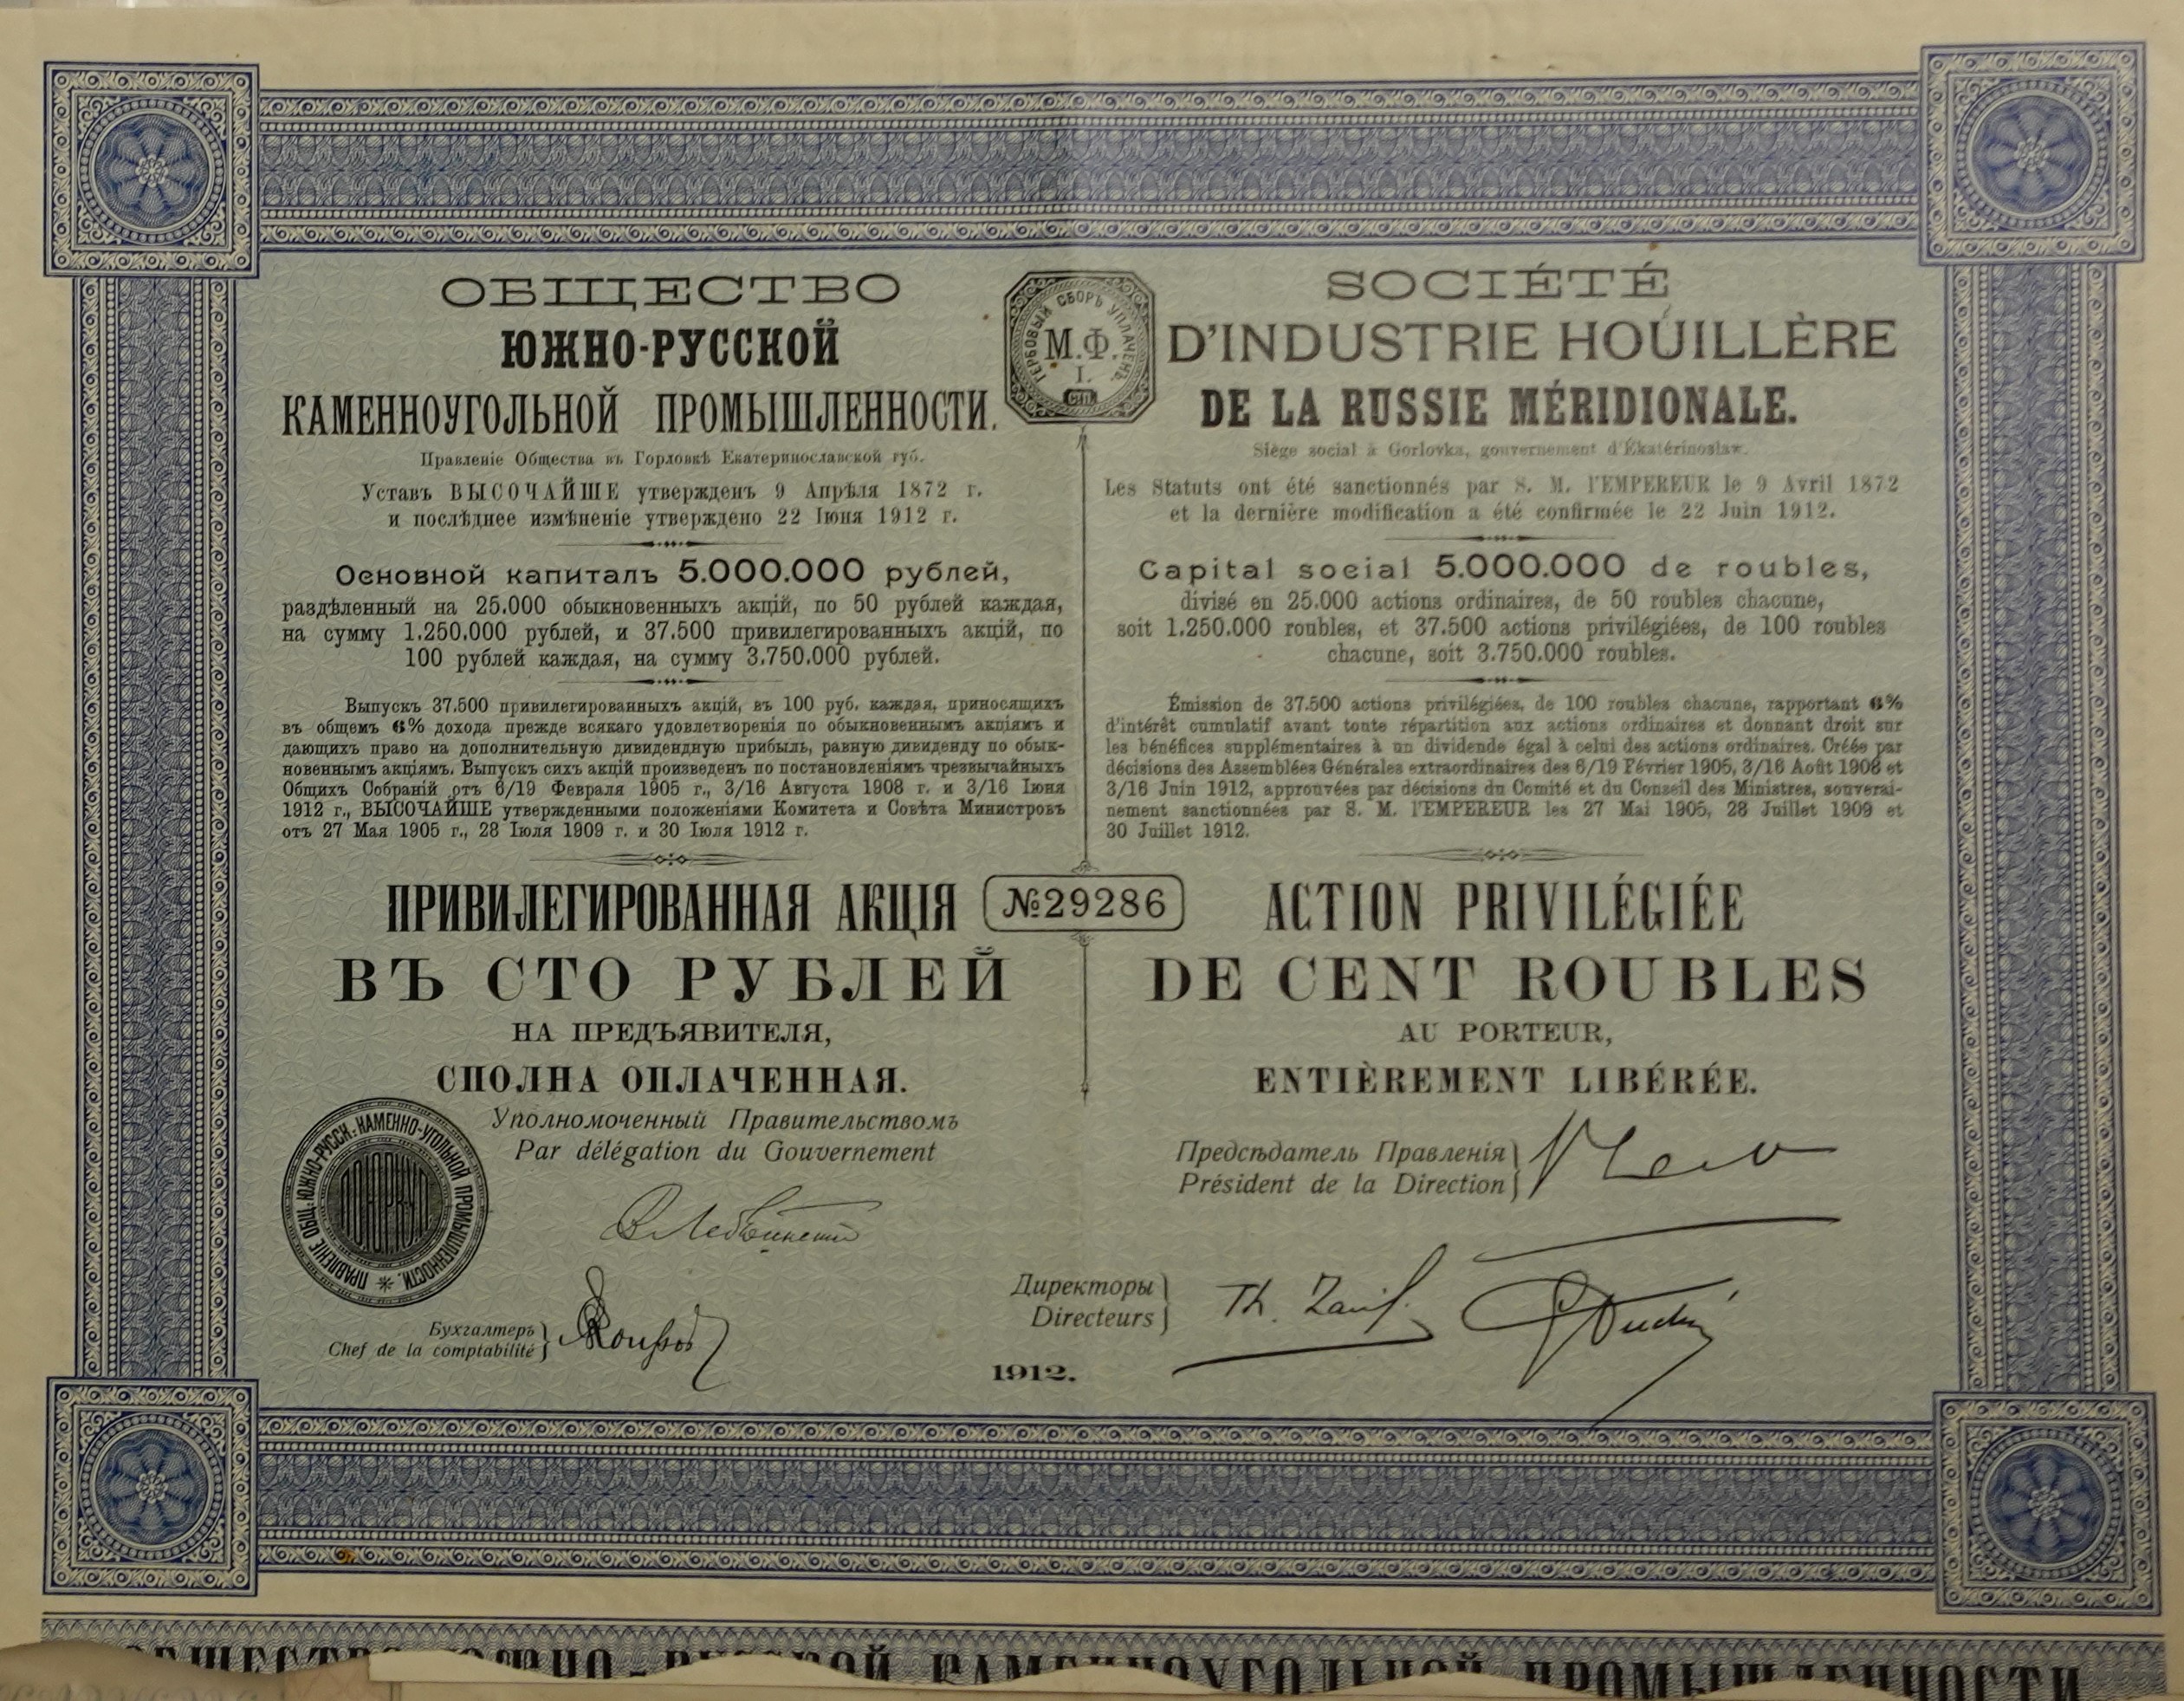 ОБЩЕСТВО
ЮЖНО-РУССКОЙ
КАМЕННОУГОЛЬНОЙ ПРОМЫШЛЕННОСТИ.
Правленіе Общества въ Горловкѣ Екатеринославской губ.
Уставъ ВЫСОЧАЙШЕ утвержденъ 9 Апрѣля 1872 г.
и послѣднее измѣненіе утверждено 22 Іюня 1912 г.
Основной капиталъ 5.000.000 рублей,
раздѣленный на 25.000 обыкновенныхъ акцій, по 50 рублей каждая,
на сумму 1.250.000 рублей, и 37.500 привилегированныхъ акцій, по
100 рублей каждая, на сумму 3.750.000 рублей.
Выпускъ 37.500 привилегированныхъ акцій, въ 100 руб. каждая, приносящихъ
въ общемъ 6% дохода прежде всякаго удовлетворенія по обыкновеннымъ акціямъ и
дающихъ право на дополнительную дивидендную прибыль, равную дивиденду по обык-
новеннымъ акціямъ. Выпускъ сихъ акцій произведенъ по постановленіямъ чрезвычайныхъ
Общихъ Собраній отъ 6/19 Февраля 1905 г., 3/16 Августа 1908 г. и 3/16 Іюня
1912 г., ВЫСОЧАЙШЕ утвержденными положеніями Комитета и Совѣта Министровъ
отъ 27 Мая 1905 г., 28 Іюля 1909 г. и 30 Іюля 1912 г.
ПРИВИЛЕГИРОВАННАЯ АКЦІЯ
ВЪ СТО РУБЛЕЙ
НА ПРЕДЪЯВИТЕЛЯ,
СПОЛНА ОПЛАЧЕННАЯ.
ГЕРБОВЫЙ СБОРЪ УПЛАЧЕНЪ.
М.Ф.
I.
СТП.
№29286
SOCIÉTÉ
D'INDUSTRIE HOÚILLÈRE
DE LA RUSSIE MÉRIDIONALE.
Siège social à Gorlovka, gouvernement d'Ékatérinoslaw.
Les Statuts ont été sanctionnés par S. M. l'EMPEREUR le 9 Avril 1872
et la dernière modification a été confirmée le 22 Juin 1912.
Capital social 5.000.000 de roubles,
divisé en 25.000 actions ordinaires, de 50 roubles chacune,
soit 1.250.000 roubles, et 37.500 actions privilégiées, de 100 roubles
chacune, soit 3.750.000 roubles.
Émission de 37.500 actions privilégiées, de 100 roubles chacune, rapportant 6%
d'intérêt cumulatif avant toute répartition aux actions ordinaires et donnant droit sur
les bénéfices supplémentaires à un dividende égal à celui des actions ordinaires. Créée par
décisions des Assemblées Générales extraordinaires des 6/19 Février 1905, 3/16 Août 1908 et
3/16 Juin 1912, approuvées par décisions du Comité et du Conseil des Ministres, souverai-
nement sanctionnées par S. M. l'EMPEREUR les 27 Mai 1905, 28 Juillet 1909 et
30 Juillet 1912.
ACTION PRIVILÉGIÉE
DE CENT ROUBLES
AU PORTEUR,
ENTIÈREMENT LIBÉRÉE.
ПРАВЛЕНІЕ ОБЩ. ЮЖНО-РУССК. КАМЕННО-УГОЛЬНОЙ ПРОМЫШЛЕННОСТИ.
Уполномоченный Правительствомъ
Par délégation du Gouvernement
Предсѣдатель Правленія
Président de la Direction
Директоры
Directeurs
Th.
Бухгалтеръ
Chef de la comptabilité
1912.
ОБЩЕСТВО ЮЖНО-РУССКОЙ КАМЕННОУГОЛЬНОЙ ПРОМЫШЛЕННОСТИ